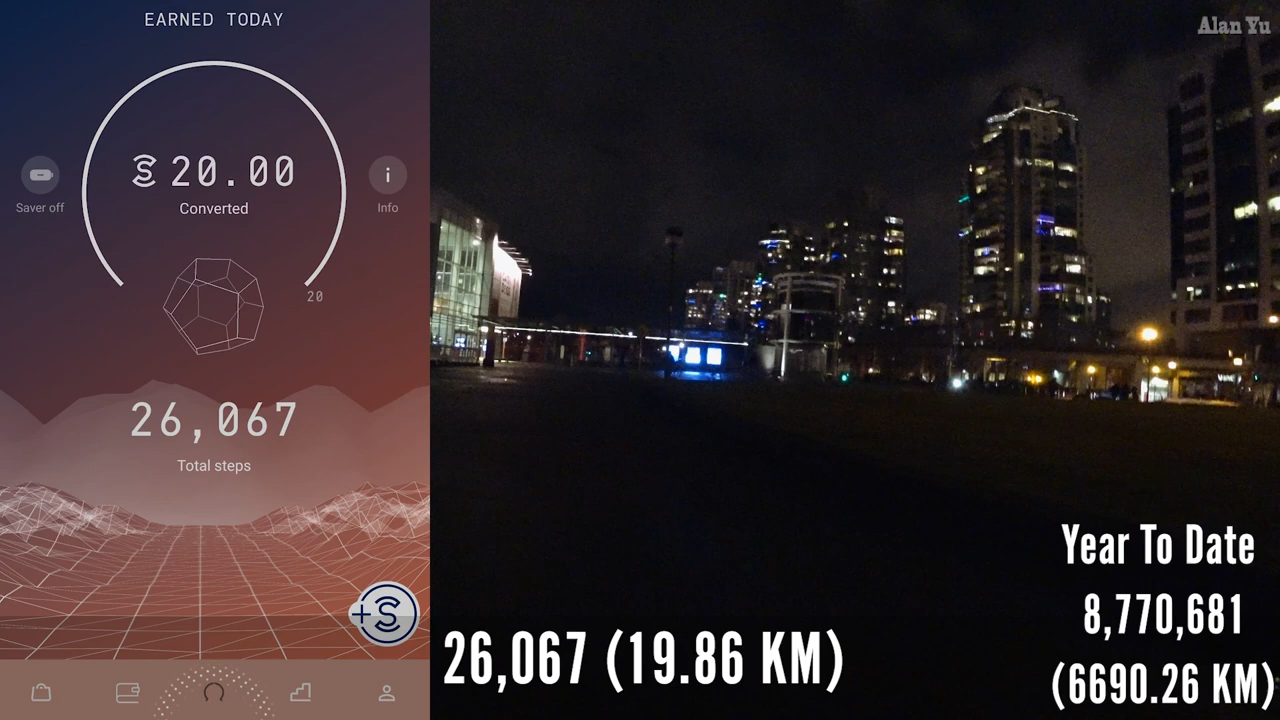 EARNED TODAY
20.00
Converted
Saver off
i
Info
20
26,067
Total steps
+S
Alan Yu
26,067 (19.86 KM)
Year To Date
8,770,681
(6690.26 KM)